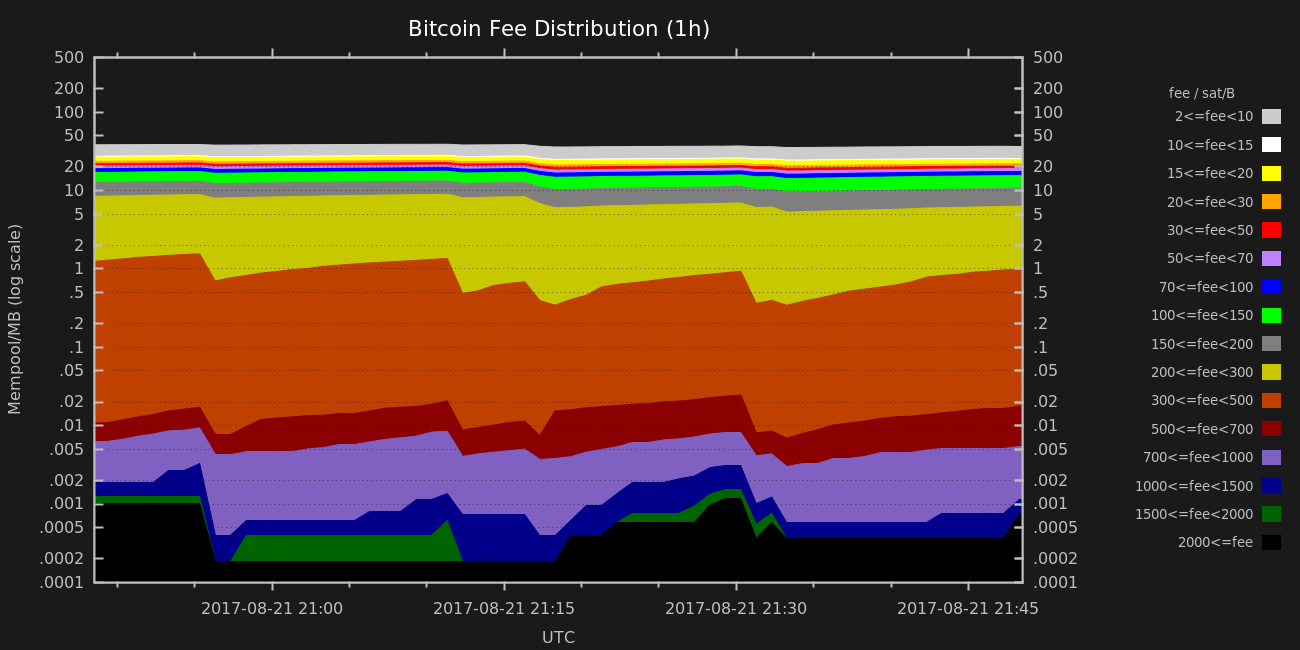 Bitcoin Fee Distribution (1h)
500
200
100
50
20
10
5
2
1
.5
.2
.1
.05
.02
.01
.005
.002
.001
.0005
.0002
.0001
Mempool/MB (log scale)
500
200
100
50
20
10
5
2
1
.5
.2
.1
.05
.02
.01
.005
.002
.001
.0005
.0002
.0001
2017-08-21 21:00
2017-08-21 21:15
2017-08-21 21:30
2017-08-21 21:45
UTC
fee / sat/B
2<=fee<10
10<=fee<15
15<=fee<20
20<=fee<30
30<=fee<50
50<=fee<70
70<=fee<100
100<=fee<150
150<=fee<200
200<=fee<300
300<=fee<500
500<=fee<700
700<=fee<1000
1000<=fee<1500
1500<=fee<2000
2000<=fee